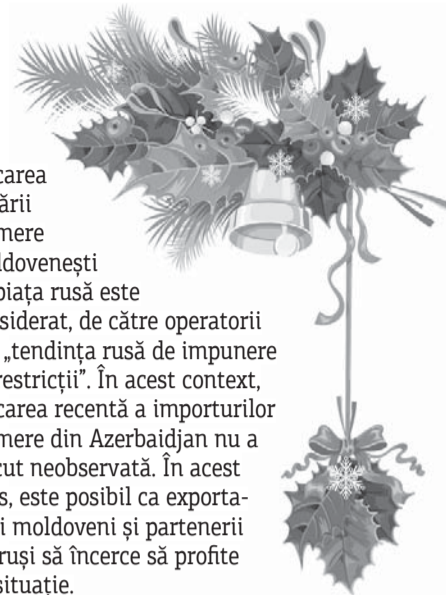 carea
ării
mere
ldovenești
piața rusă este
siderat, de către operatorii
„tendința rusă de impunere
restricții”. În acest context,
carea recentă a importurilor
mere din Azerbaidjan nu a
cut neobservată. În acest
s, este posibil ca exporta-
i moldoveni și partenerii
ruși să încerce să profite
situație.